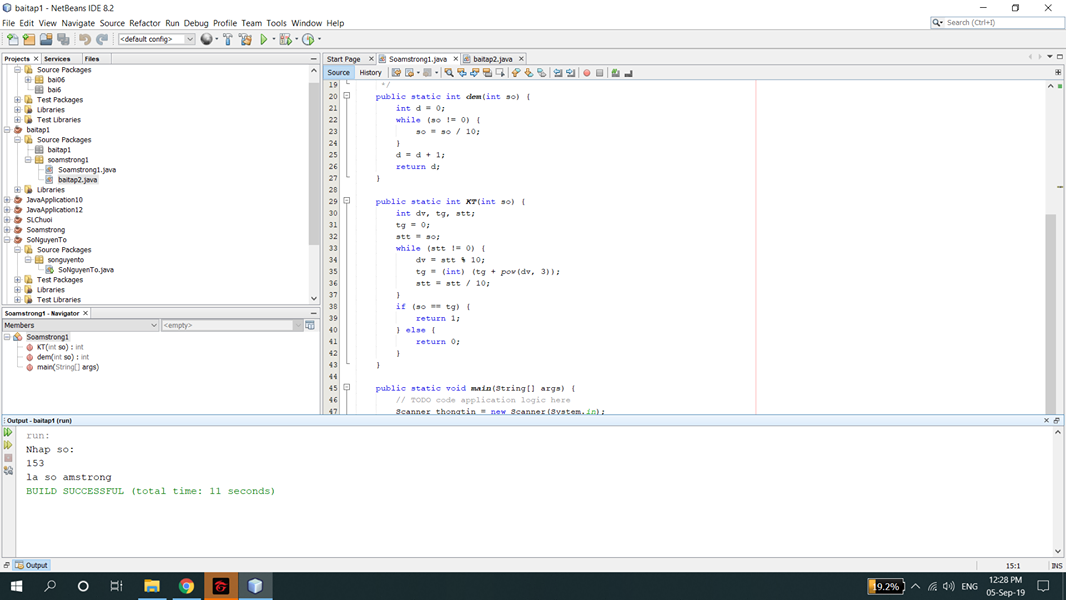 baitap1 - NetBeans IDE 8.2
File Edit View Navigate Source Refactor Run Debug Profile Team Tools Window Help
Search (Ctrl+I)
<default config>
Projects Services Files
Source Packages
bai06
bai6
Test Packages
Libraries
Test Libraries
baitap1
Source Packages
baitap1
soamstrong1
Soamstrong1.java
baitap2.java
Libraries
JavaApplication10
JavaApplication12
SLChuoi
Soamstrong
SoNguyenTo
Source Packages
songuyento
SoNguyenTo.java
Test Packages
Libraries
Test Libraries
Soamstrong1 - Navigator
Members <empty>
Soamstrong1
KT(int so) : int
dem(int so) : int
main(String[] args)
Start Page Soamstrong1.java baitap2.java
Source History
19 */
20 public static int dem(int so) {
21 int d = 0;
22 while (so != 0) {
23 so = so / 10;
24 }
25 d = d + 1;
26 return d;
27 }
28
29 public static int KT(int so) {
30 int dv, tg, stt;
31 tg = 0;
32 stt = so;
33 while (stt != 0) {
34 dv = stt % 10;
35 tg = (int) (tg + pow(dv, 3));
36 stt = stt / 10;
37 }
38 if (so == tg) {
39 return 1;
40 } else {
41 return 0;
42 }
43 }
44
45 public static void main(String[] args) {
46 // TODO code application logic here
47 Scanner thongtin = new Scanner(System.in);
Output - baitap1 (run)
run:
Nhap so:
153
la so amstrong
BUILD SUCCESSFUL (total time: 11 seconds)
Output
15:1 INS
19.2% ENG 12:28 PM
05-Sep-19